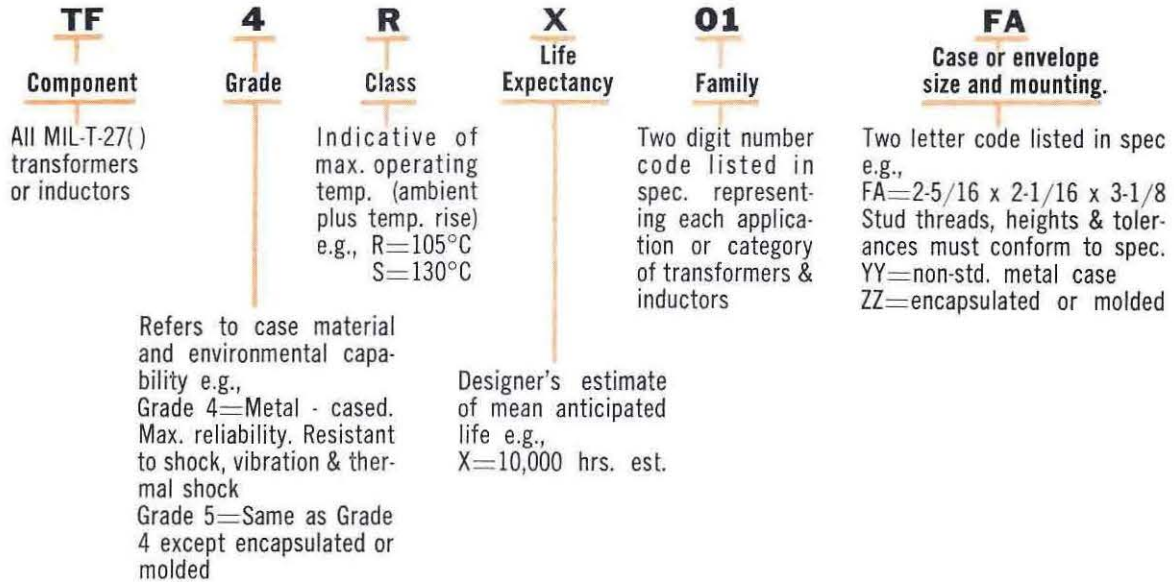 TF 4 R X 01 FA
Component
Grade
Class
Life
Expectancy
Family
Case or envelope
size and mounting.
All MIL-T-27( )
transformers
or inductors
Refers to case material
and environmental capa-
bility e.g.,
Grade 4=Metal - cased.
Max. reliability. Resistant
to shock, vibration & ther-
mal shock
Grade 5=Same as Grade
4 except encapsulated or
molded
Indicative of
max. operating
temp. (ambient
plus temp. rise)
e.g., R=105°C
S=130°C
Designer's estimate
of mean anticipated
life e.g.,
X=10,000 hrs. est.
Two digit number
code listed in
spec. represent-
ing each applica-
tion or category
of transformers &
inductors
Two letter code listed in spec
e.g.,
FA=2-5/16 x 2-1/16 x 3-1/8
Stud threads, heights & toler-
ances must conform to spec.
YY=non-std. metal case
ZZ=encapsulated or molded